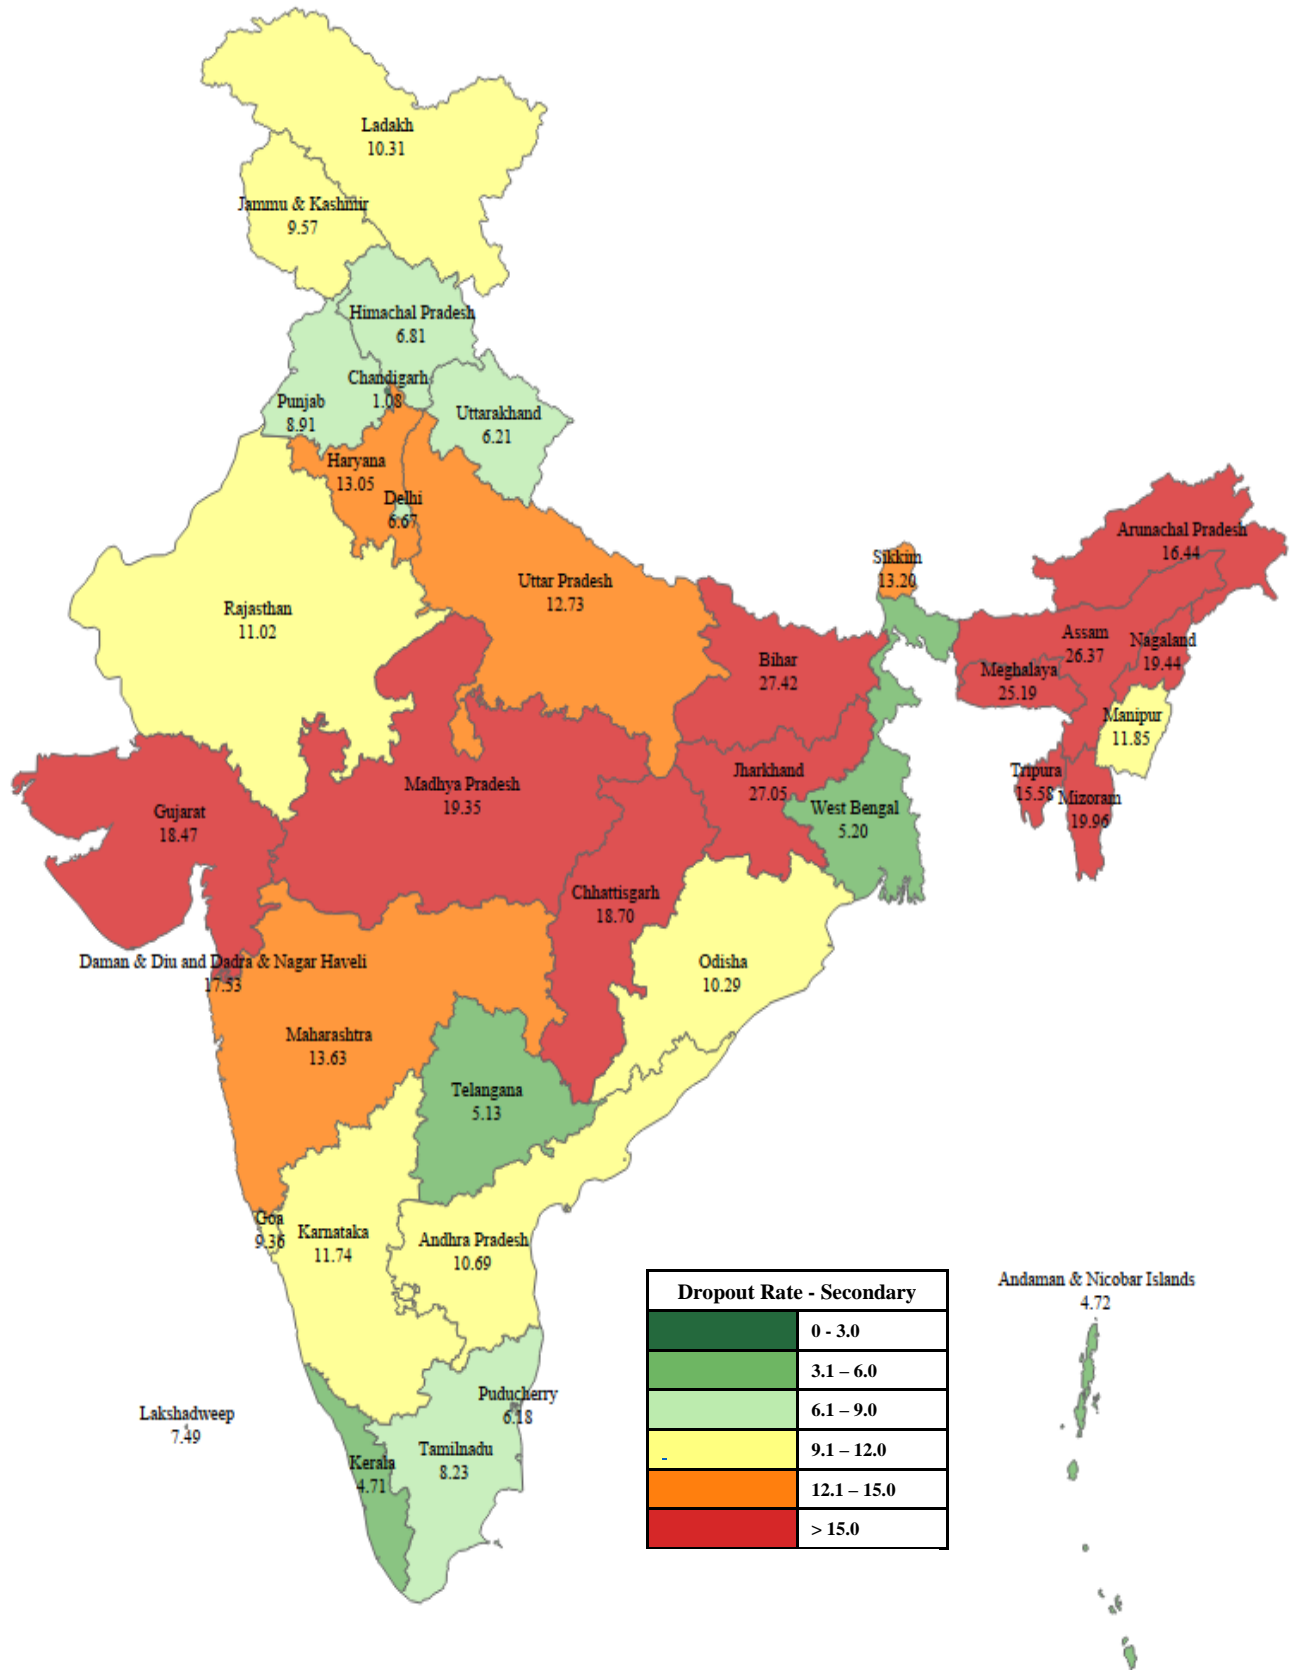 Ladakh
10.31
Jammu & Kashmir
9.57
Himachal Pradesh
6.81
Chandigarh
1.08
Punjab
8.91
Uttarakhand
6.21
Haryana
13.05
Delhi
6.67
Arunachal Pradesh
16.44
Sikkim
13.20
Uttar Pradesh
12.73
Rajasthan
11.02
Assam
26.37
Nagaland
19.44
Bihar
27.42
Meghalaya
25.19
Manipur
11.85
Jharkhand
27.05
Tripura
15.58
Madhya Pradesh
19.35
Mizoram
19.96
West Bengal
5.20
Gujarat
18.47
Chhattisgarh
18.70
Daman & Diu and Dadra & Nagar Haveli
17.53
Odisha
10.29
Maharashtra
13.63
Telangana
5.13
Goa
9.36
Karnataka
11.74
Andhra Pradesh
10.69
Andaman & Nicobar Islands
4.72
Dropout Rate - Secondary
0 - 3.0
3.1 – 6.0
6.1 – 9.0
9.1 – 12.0
12.1 – 15.0
> 15.0
Puducherry
6.18
Lakshadweep
7.49
Tamilnadu
8.23
Kerala
4.71